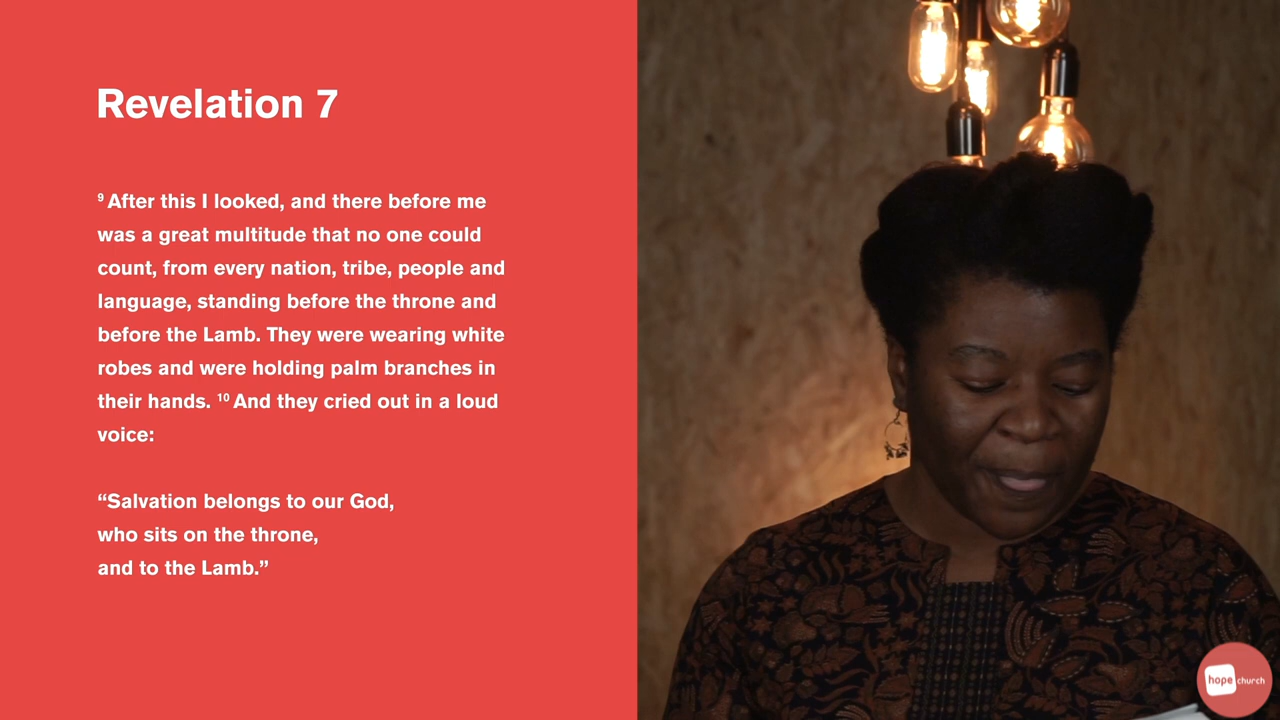 Revelation 7
9 After this I looked, and there before me
was a great multitude that no one could
count, from every nation, tribe, people and
language, standing before the throne and
before the Lamb. They were wearing white
robes and were holding palm branches in
their hands. 10 And they cried out in a loud
voice:
“Salvation belongs to our God,
who sits on the throne,
and to the Lamb.”
hope church